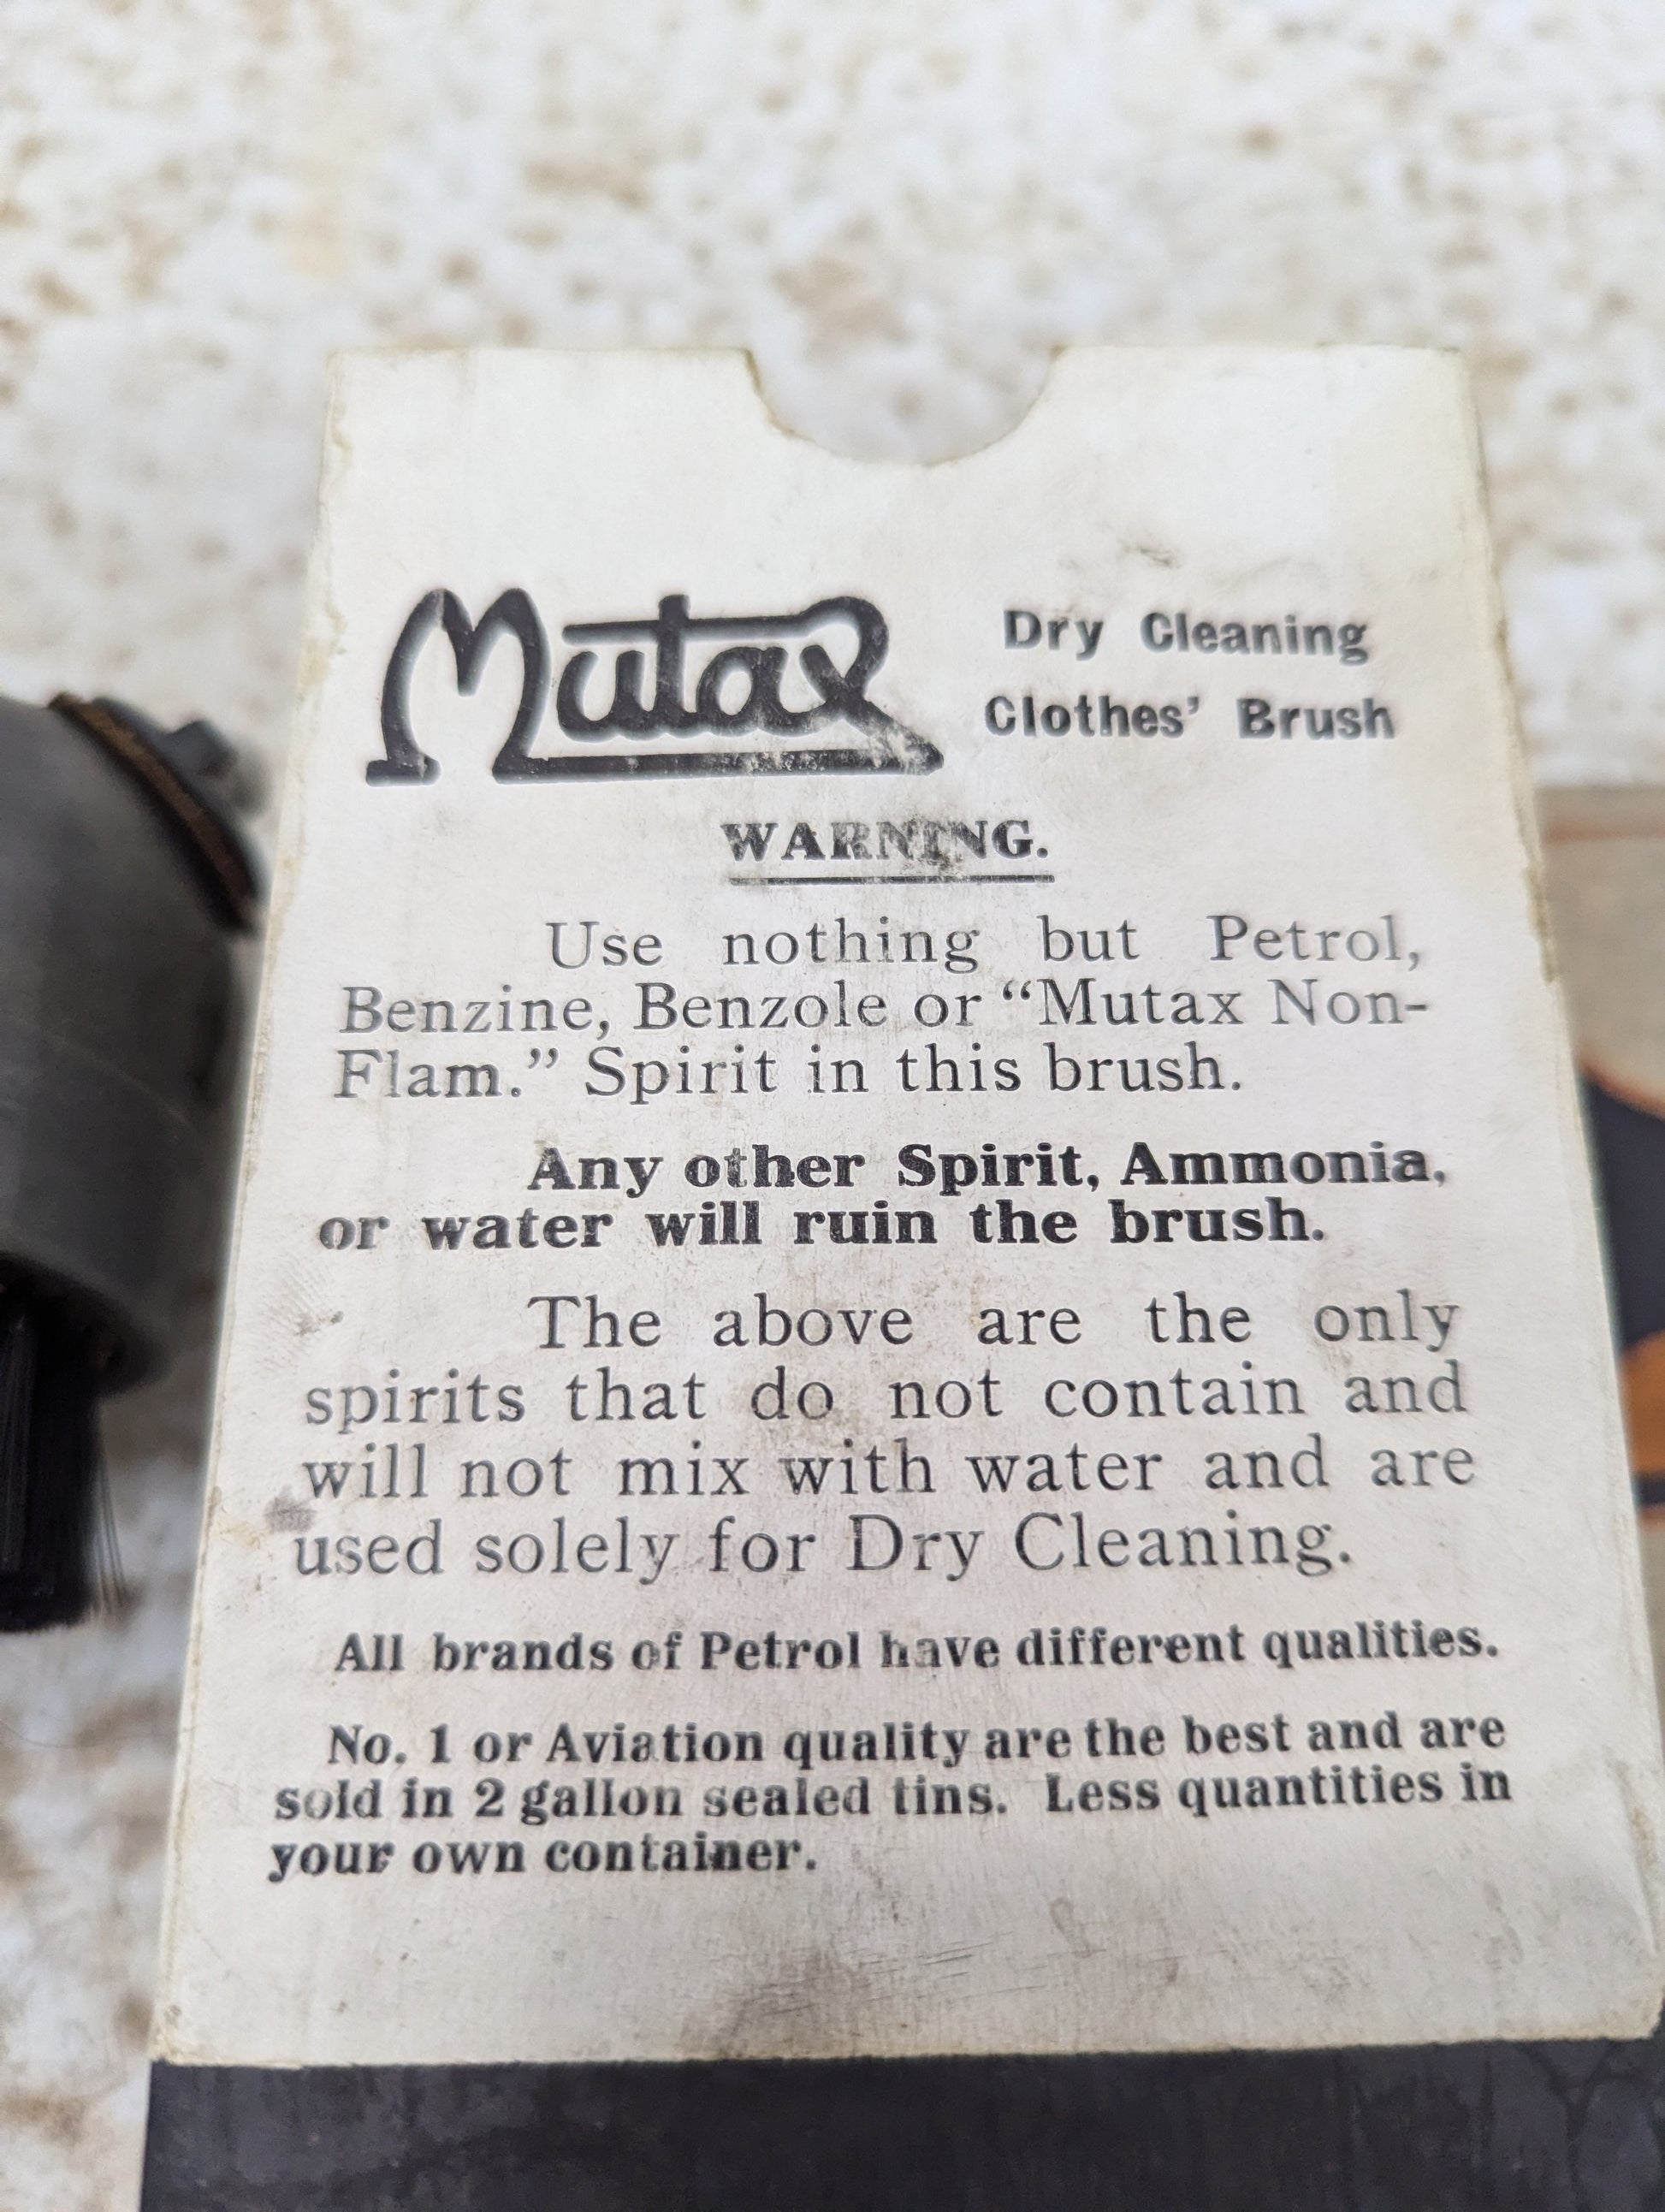 Mutax
Dry Cleaning
Clothes' Brush
WARNING.
Use nothing but Petrol,
Benzine, Benzole or “Mutax Non-
Flam.” Spirit in this brush.
Any other Spirit, Ammonia,
or water will ruin the brush.
The above are the only
spirits that do not contain and
will not mix with water and are
used solely for Dry Cleaning.
All brands of Petrol have different qualities.
No. 1 or Aviation quality are the best and are
sold in 2 gallon sealed tins. Less quantities in
your own container.